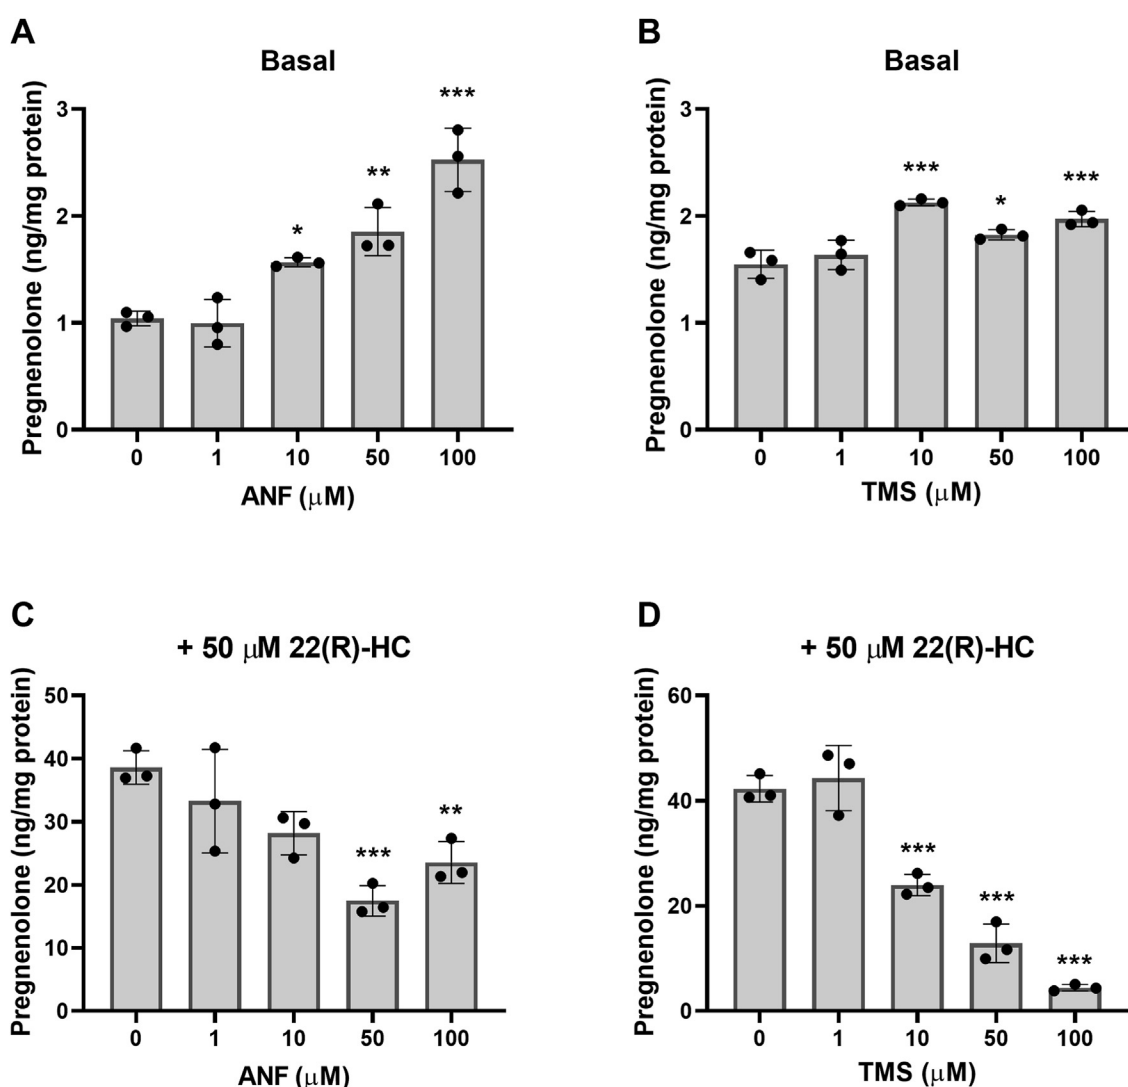 A
Basal
Pregnenolone (ng/mg protein)
3
2
1
0
*
**
***
0 1 10 50 100
ANF (μM)
B
Basal
Pregnenolone (ng/mg protein)
3
2
1
0
***
*
***
0 1 10 50 100
TMS (μM)
C
+ 50 μM 22(R)-HC
Pregnenolone (ng/mg protein)
50
40
30
20
10
0
***
**
0 1 10 50 100
ANF (μM)
D
+ 50 μM 22(R)-HC
Pregnenolone (ng/mg protein)
60
40
20
0
***
***
***
0 1 10 50 100
TMS (μM)